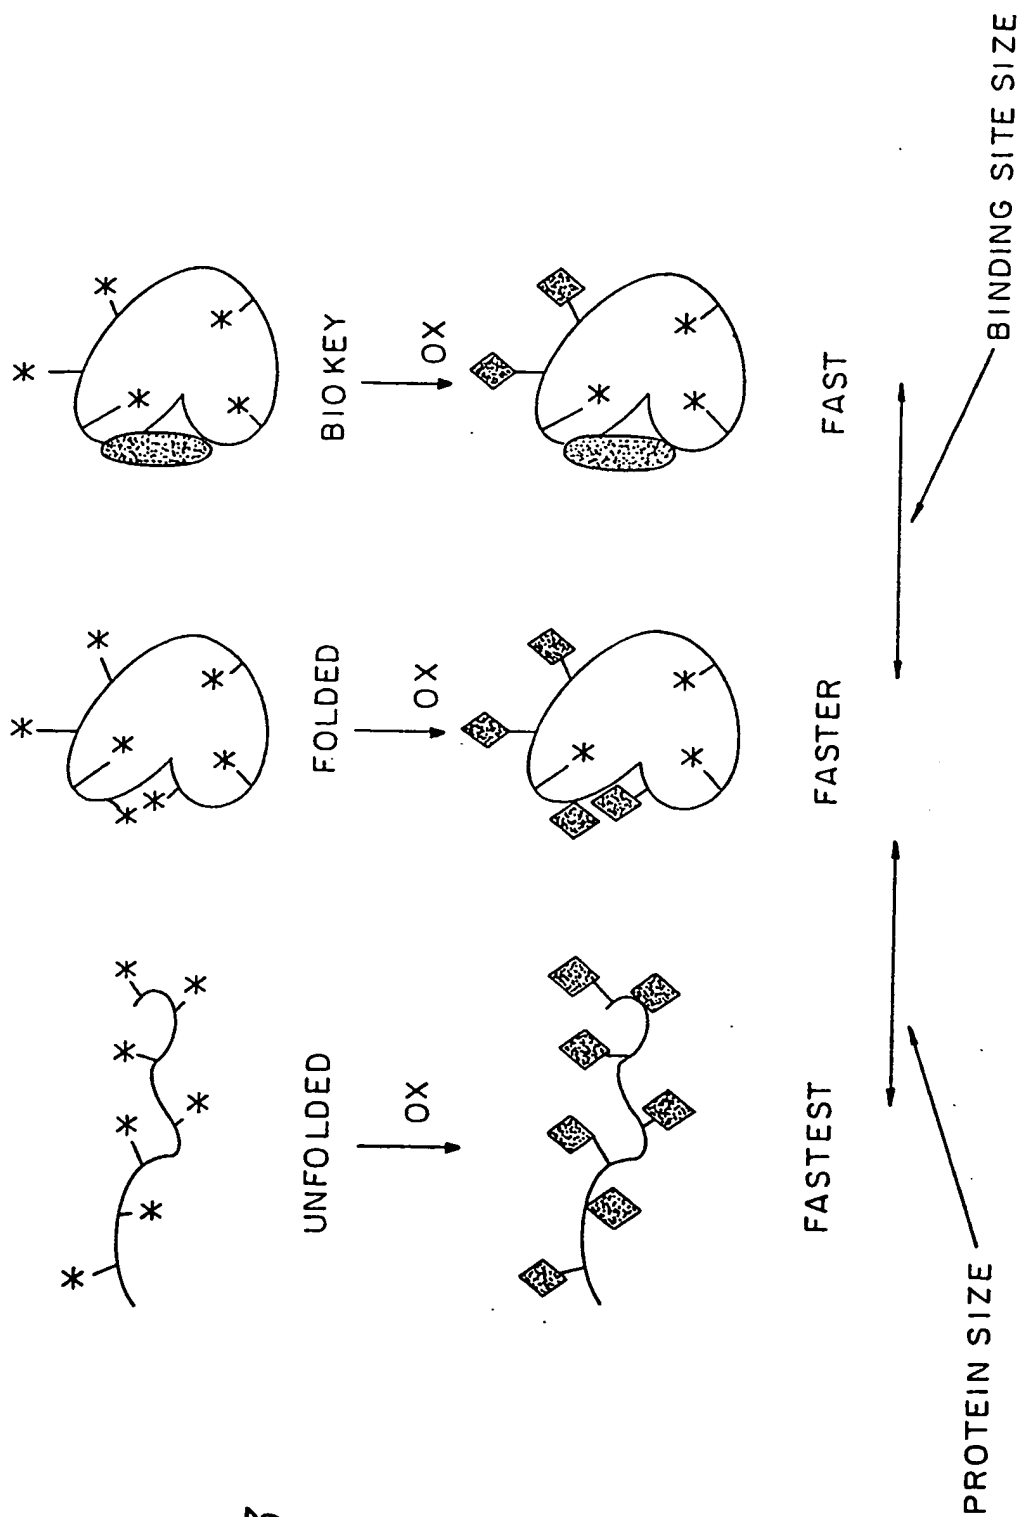 UNFOLDED
FOLDED
BIOKEY
OX
OX
OX
FASTEST
FASTER
FAST
PROTEIN SIZE
BINDING SITE SIZE